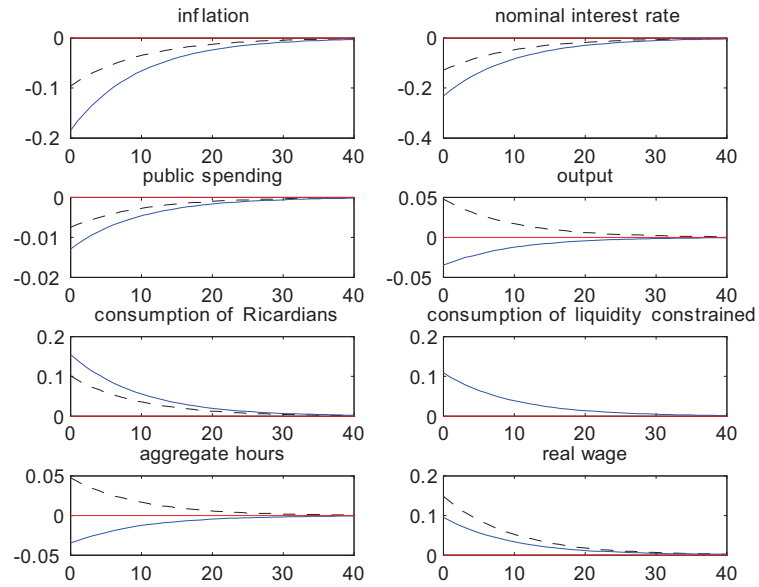 inflation
nominal interest rate
0
-0.1
-0.2
0 10 20 30 40
0
-0.2
-0.4
0 10 20 30 40
public spending
output
0
-0.01
-0.02
0 10 20 30 40
0.05
0
-0.05
0 10 20 30 40
consumption of Ricardians
consumption of liquidity constrained
0.2
0.1
0
0 10 20 30 40
0.2
0.1
0
0 10 20 30 40
aggregate hours
real wage
0.05
0
-0.05
0 10 20 30 40
0.2
0.1
0
0 10 20 30 40